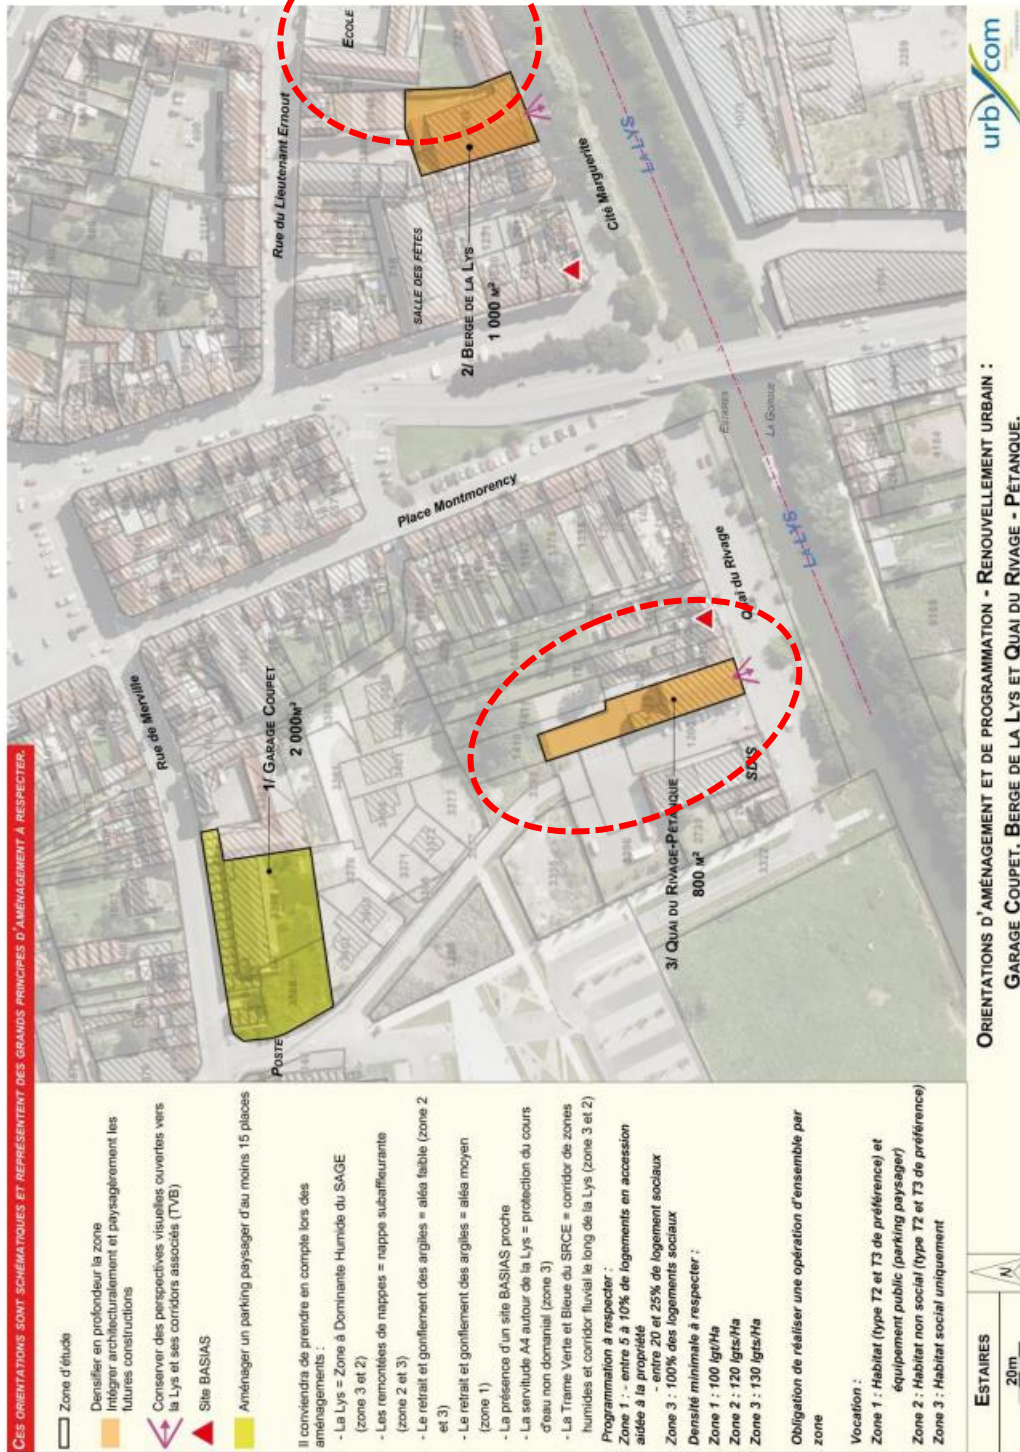 CES ORIENTATIONS SONT SCHÉMATIQUES ET REPRÉSENTENT DES GRANDS PRINCIPES D'AMÉNAGEMENT À RESPECTER.
Zone d'étude
Densifier en profondeur la zone
Intégrer architecturalement et paysagèrement les
futures constructions
Conserver des perspectives visuelles ouvertes vers
la Lys et ses corridors associés (TVB)
Site BASIAS
Aménager un parking paysager d'au moins 15 places
Il conviendra de prendre en compte lors des
aménagements :
- La Lys = Zone à Dominante Humide du SAGE
(zone 3 et 2)
- Les remontées de nappes = nappe subaffleurante
(zone 2 et 3)
- Le retrait et gonflement des argiles = aléa faible (zone 2
et 3)
- Le retrait et gonflement des argiles = aléa moyen
(zone 1)
- La présence d'un site BASIAS proche
- La servitude A4 autour de la Lys = protection du cours
d'eau non domanial (zone 3)
- La Trame Verte et Bleue du SRCE = corridor de zones
humides et corridor fluvial le long de la Lys (zone 3 et 2)
Programmation à respecter :
Zone 1 : - entre 5 à 10% de logements en accession
aidée à la propriété
- entre 20 et 25% de logement sociaux
Zone 3 : 100% des logements sociaux
Densité minimale à respecter :
Zone 1 : 100 lgt/Ha
Zone 2 : 120 lgts/Ha
Zone 3 : 130 lgts/Ha
Obligation de réaliser une opération d'ensemble par
zone
Vocation :
Zone 1 : Habitat (type T2 et T3 de préférence) et
équipement public (parking paysager)
Zone 2 : Habitat non social (type T2 et T3 de préférence)
Zone 3 : Habitat social uniquement
Rue de Merville
1/ GARAGE COUPET
2 000M²
POSTE
Place Montmorency
Rue du Lieutenant Ernout
ECOLE
SALLE DES FÊTES
2/ BERGE DE LA LYS
1 000 M²
Cité Marguerite
LA LYS
ESTAIRES
LA GORGUE
LA LYS
Quai du Rivage
SDIS
3/ QUAI DU RIVAGE-PÉTANQUE
800 M²
ESTAIRES
20m
N
ORIENTATIONS D'AMÉNAGEMENT ET DE PROGRAMMATION - RENOUVELLEMENT URBAIN :
GARAGE COUPET, BERGE DE LA LYS ET QUAI DU RIVAGE - PÉTANQUE.
urbycom